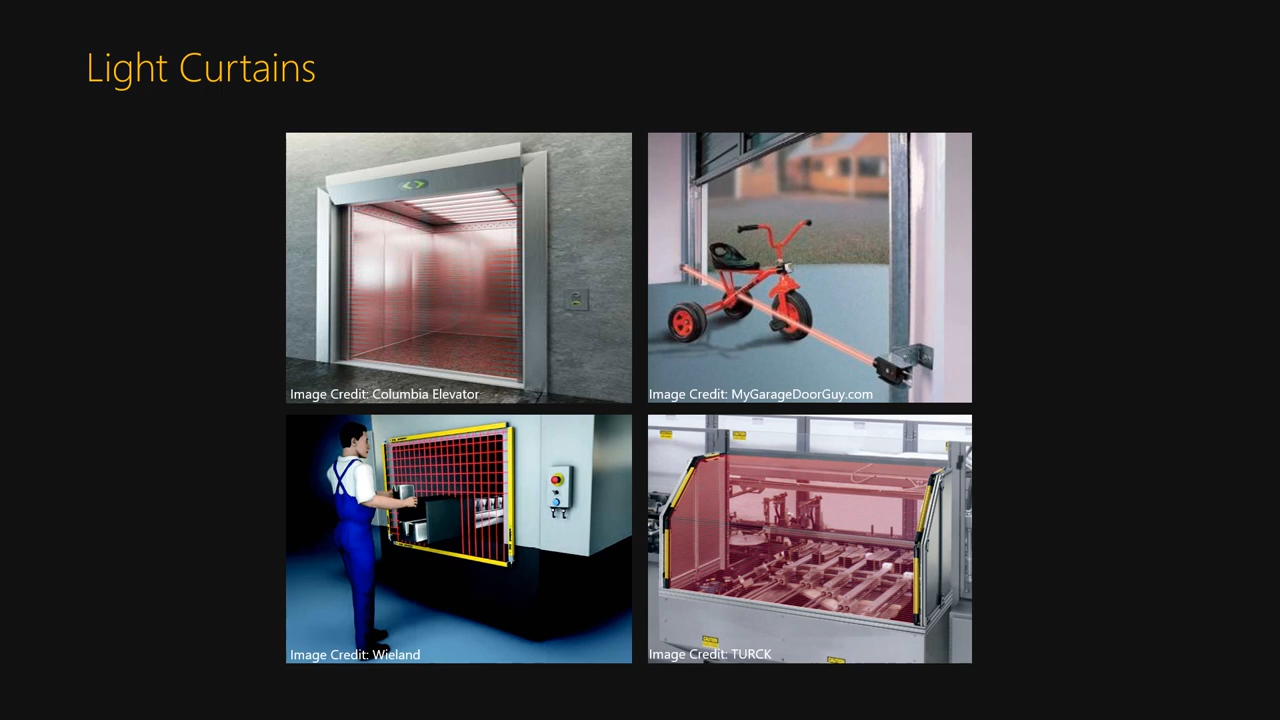 Light Curtains
Image Credit: Columbia Elevator
Image Credit: MyGarageDoorGuy.com
Image Credit: Wieland
Image Credit: TURCK